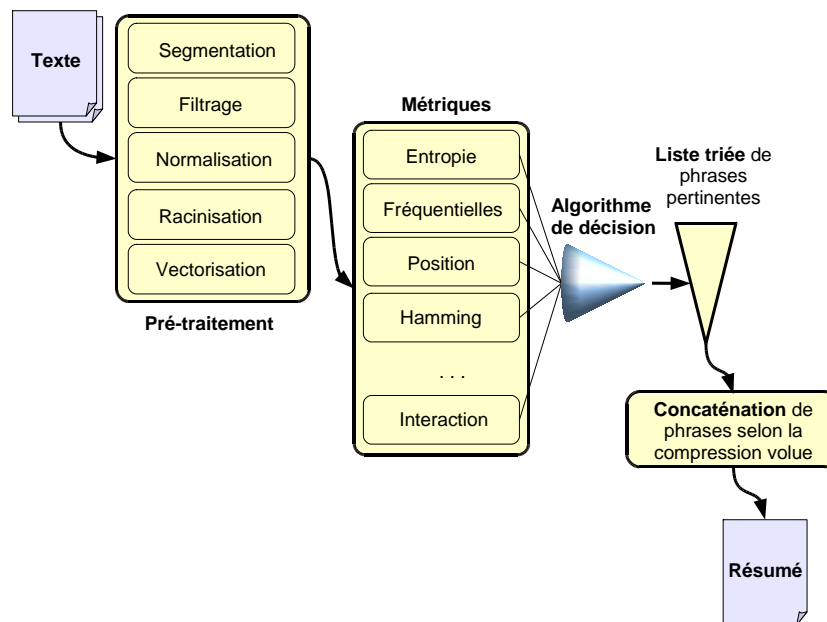 Texte
Segmentation
Filtrage
Normalisation
Racinisation
Vectorisation
Pré-traitement
Métriques
Entropie
Fréquentielles
Position
Hamming
. . .
Interaction
Algorithme
de décision
Liste triée de
phrases
pertinentes
Concaténation de
phrases selon la
compression volue
Résumé